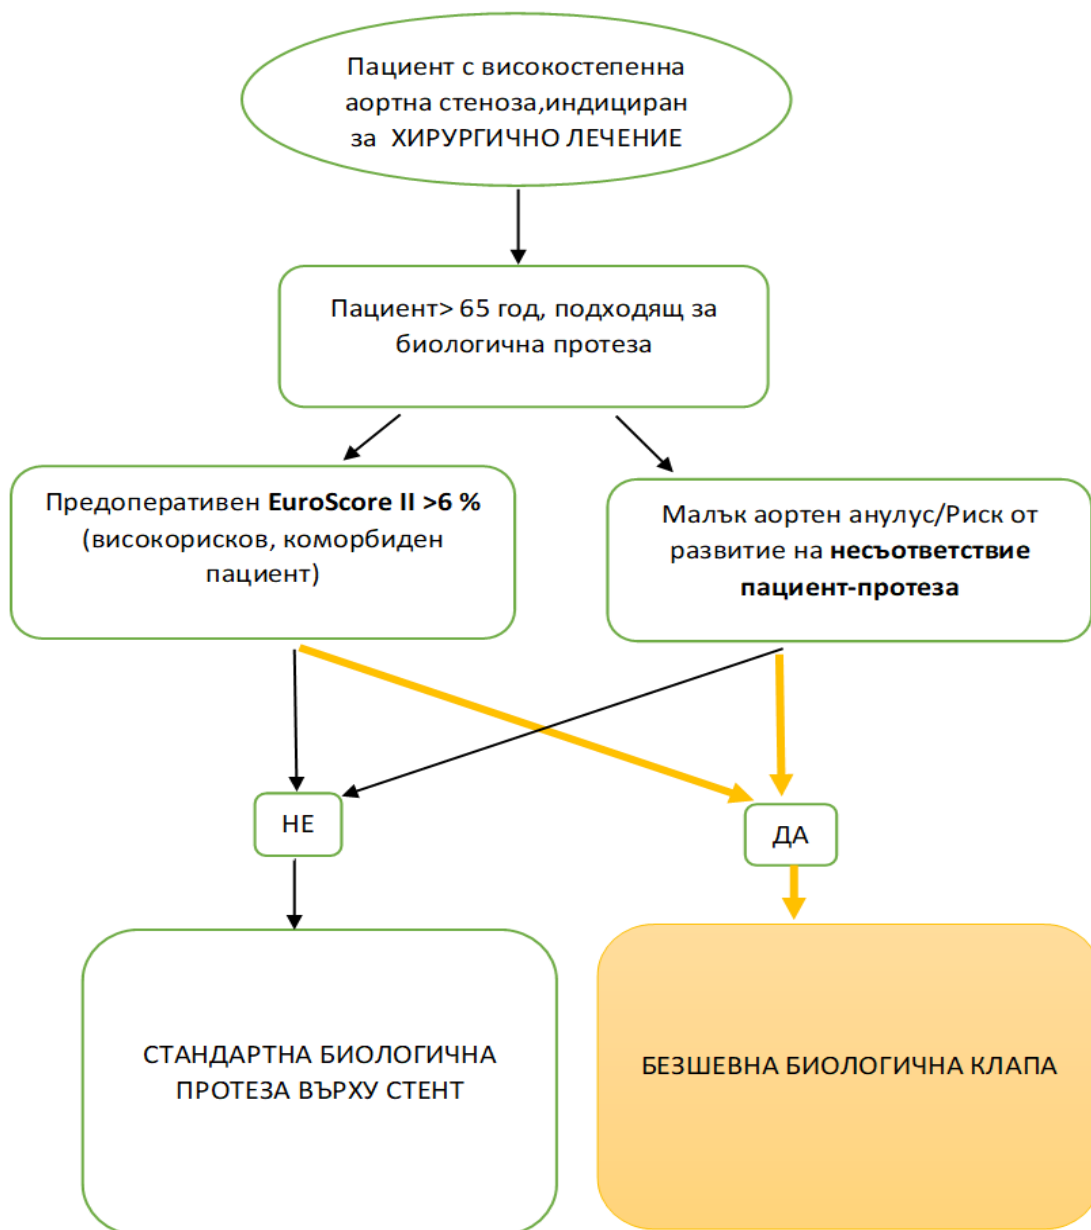 Пациент с високостепенна
аортна стеноза,индициран
за ХИРУРГИЧНО ЛЕЧЕНИЕ
Пациент> 65 год, подходящ за
биологична протеза
Предоперативен EuroScore II >6 %
(високорисков, коморбиден
пациент)
Малък аортен анулус/Риск от
развитие на несъответствие
пациент-протеза
НЕ
ДА
СТАНДАРТНА БИОЛОГИЧНА
ПРОТЕЗА ВЪРХУ СТЕНТ
БЕЗШЕВНА БИОЛОГИЧНА КЛАПА